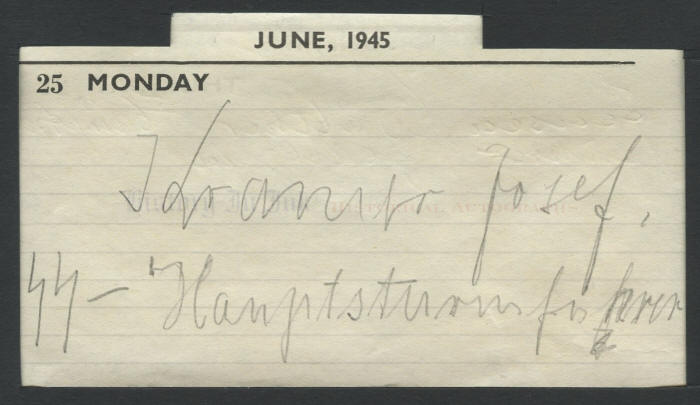 JUNE, 1945
25 MONDAY
Kramer Josef,
SS-Hauptsturmführer